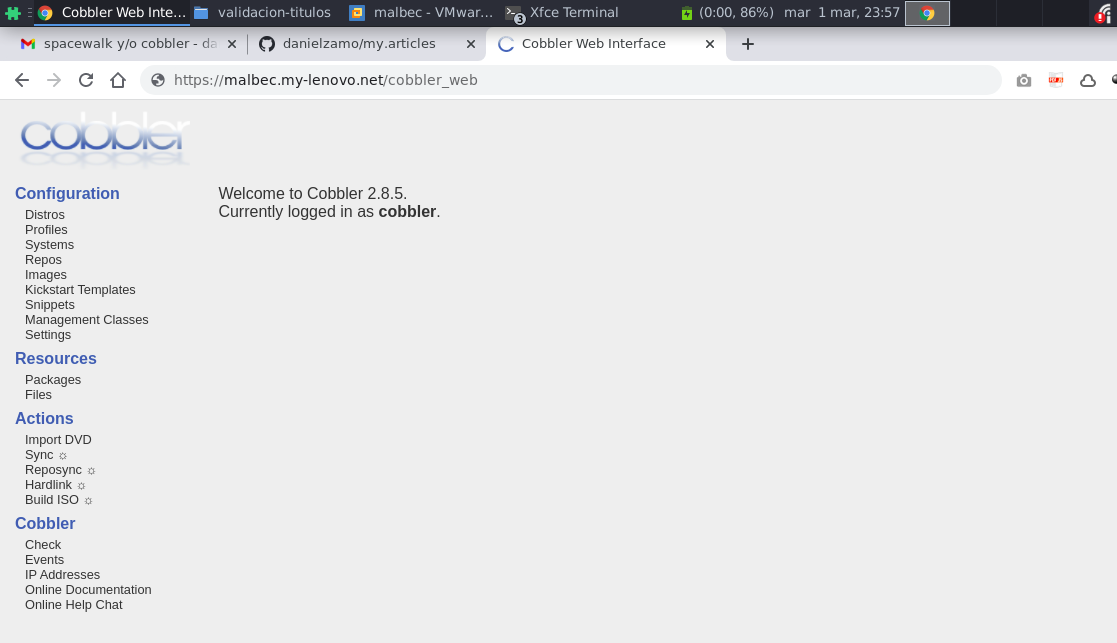 Cobbler Web Inte...
validacion-titulos
malbec - VMwar...
3
Xfce Terminal
(0:00, 86%)
mar 1 mar, 23:57
spacewalk y/o cobbler - da
danielzamo/my.articles
Cobbler Web Interface
https://malbec.my-lenovo.net/cobbler_web
cobbler
Configuration
Distros
Profiles
Systems
Repos
Images
Kickstart Templates
Snippets
Management Classes
Settings
Resources
Packages
Files
Actions
Import DVD
Sync ☼
Reposync ☼
Hardlink ☼
Build ISO ☼
Cobbler
Check
Events
IP Addresses
Online Documentation
Online Help Chat
Welcome to Cobbler 2.8.5.
Currently logged in as cobbler.